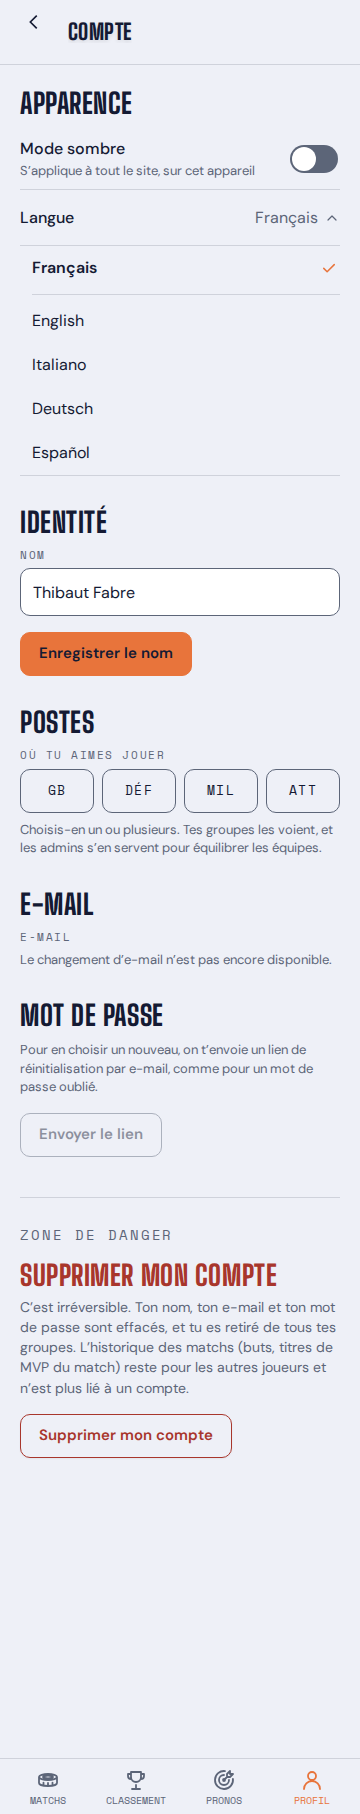 COMPTE
APPARENCE
Mode sombre
S’applique à tout le site, sur cet appareil
Langue Français
Français
English
Italiano
Deutsch
Español
IDENTITÉ
NOM
Thibaut Fabre
Enregistrer le nom
POSTES
OÙ TU AIMES JOUER
GB DÉF MIL ATT
Choisis-en un ou plusieurs. Tes groupes les voient, et
les admins s’en servent pour équilibrer les équipes.
E-MAIL
E-MAIL
Le changement d’e-mail n’est pas encore disponible.
MOT DE PASSE
Pour en choisir un nouveau, on t’envoie un lien de
réinitialisation par e-mail, comme pour un mot de
passe oublié.
Envoyer le lien
ZONE DE DANGER
SUPPRIMER MON COMPTE
C’est irréversible. Ton nom, ton e-mail et ton mot
de passe sont effacés, et tu es retiré de tous tes
groupes. L’historique des matchs (buts, titres de
MVP du match) reste pour les autres joueurs et
n’est plus lié à un compte.
Supprimer mon compte
MATCHS CLASSEMENT PRONOS PROFIL